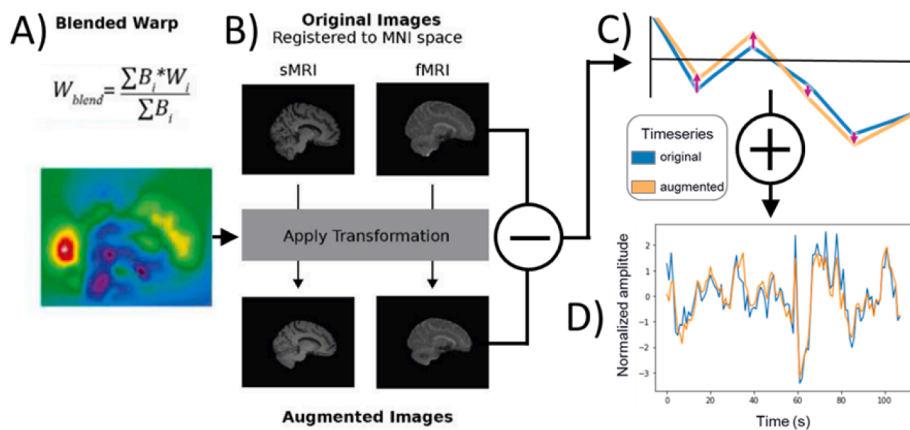 A) Blended Warp
W_blend = ∑B_i*W_i / ∑B_i
B) Original Images
Registered to MNI space
sMRI fMRI
Apply Transformation
Augmented Images
−
C)
Timeseries
original
augmented
+
D)
Normalized amplitude
2
1
0
−1
−2
−3
0 20 40 60 80 100
Time (s)